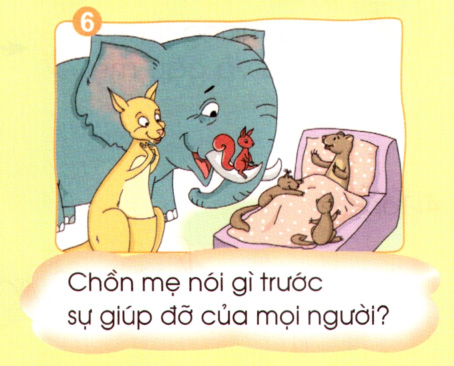 6
Chồn mẹ nói gì trước
sự giúp đỡ của mọi người?